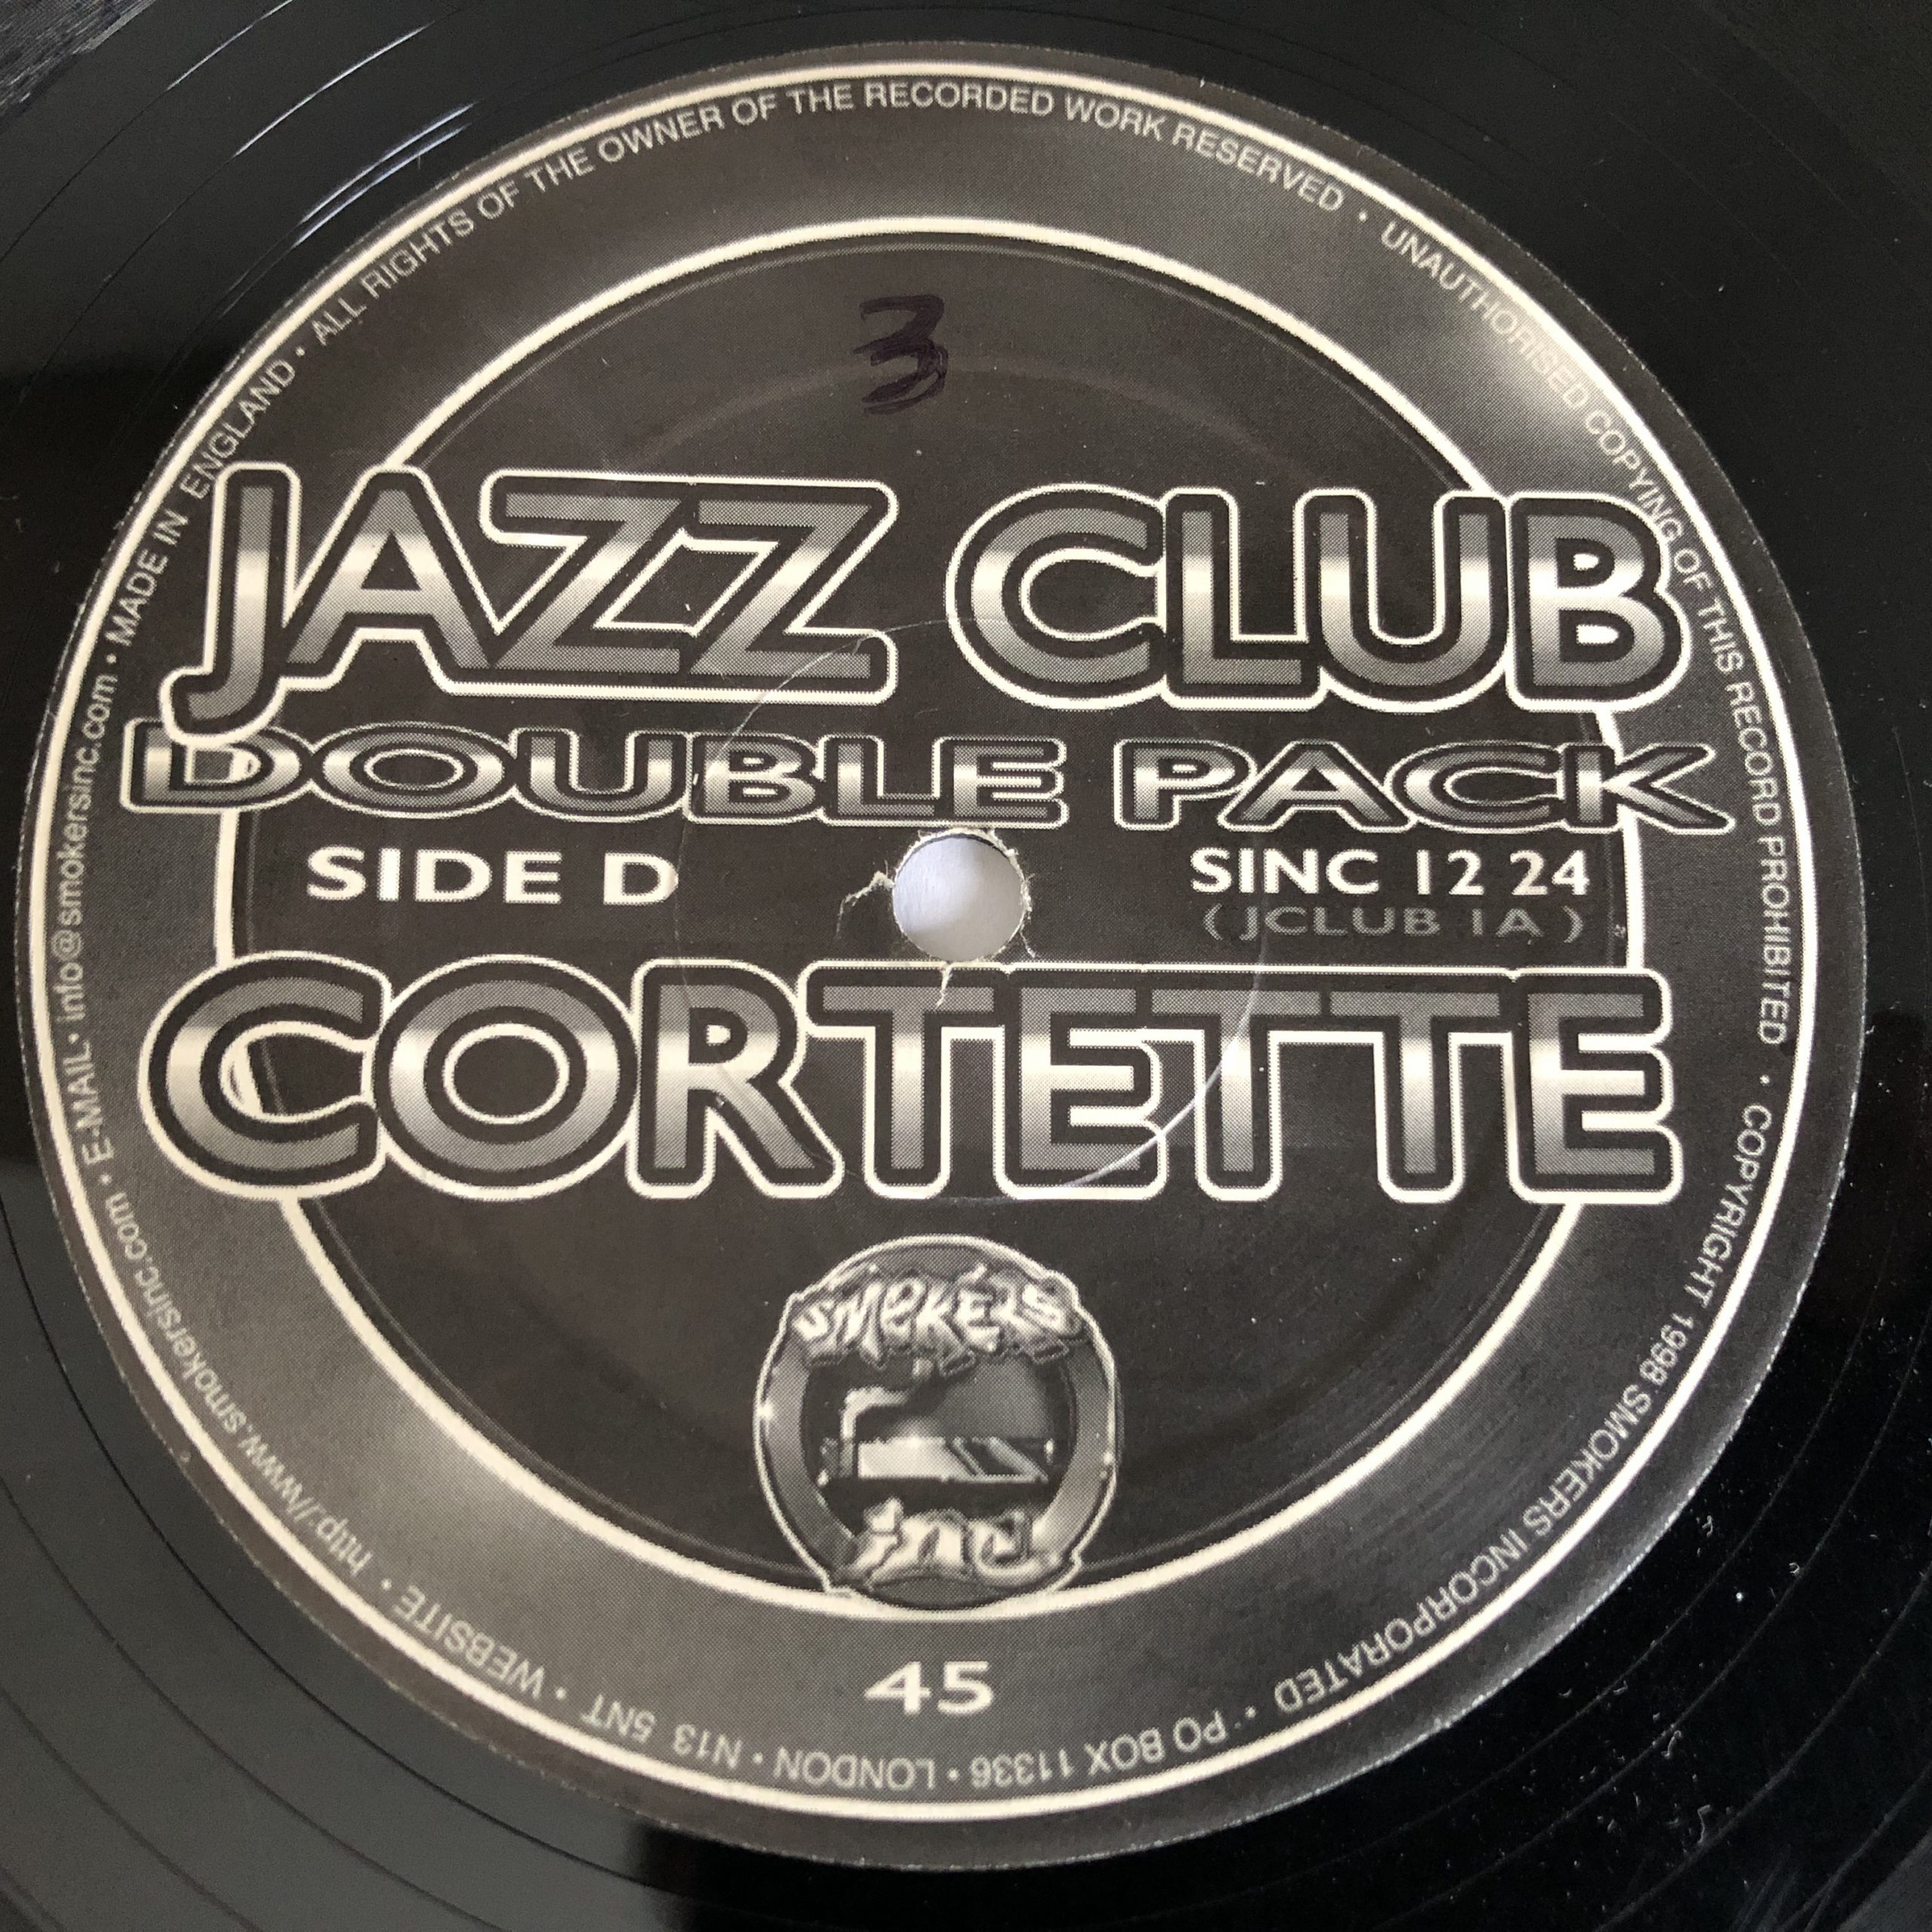 3
JAZZ CLUB
DOUBLE PACK
SIDE D
SINC 12 24
( JCLUB 1A )
CORTETTE
SMOKERS
inc
45
MADE IN ENGLAND • ALL RIGHTS OF THE OWNER OF THE RECORDED WORK RESERVED • UNAUTHORISED COPYING OF THIS RECORD PROHIBITED • COPYRIGHT 1998 SMOKERS INCORPORATED • PO BOX 11336 • LONDON • N13 5NT • WEBSITE • http://www.smokersinc.com • E-MAIL • info@smokersinc.com •